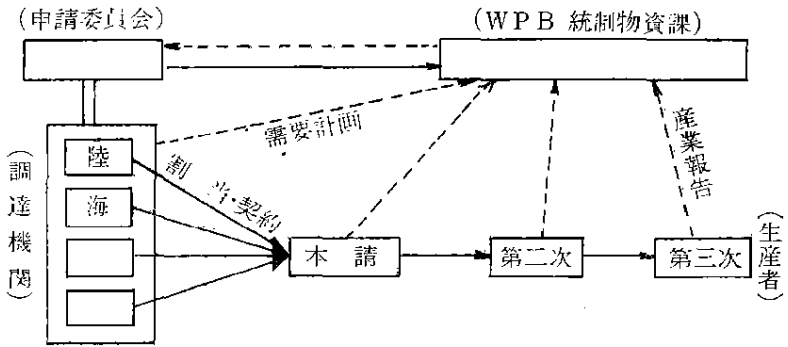 (申請委員会)
(WPB 統制物資課)
需要計画
産業報告
(調達機関)
陸
海
割当・契約
本請
第二次
第三次
(生産者)